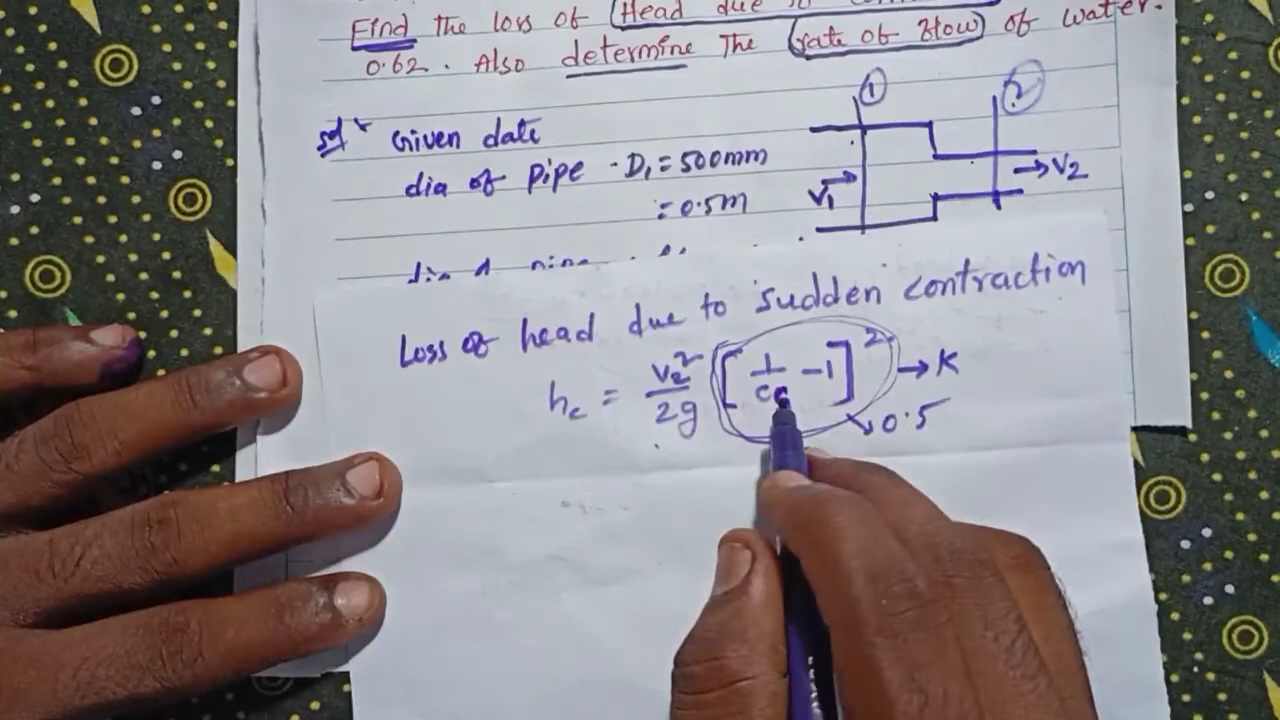 Find the loss of Head due to
0.62. Also determine The rate of flow of water.
sol Given date
dia of pipe - D₁ = 500mm
= 0.5m
1
2
V₁
V₂
Loss of head due to sudden contraction
hc = V₂²/2g [1/cc - 1]² → K
0.5